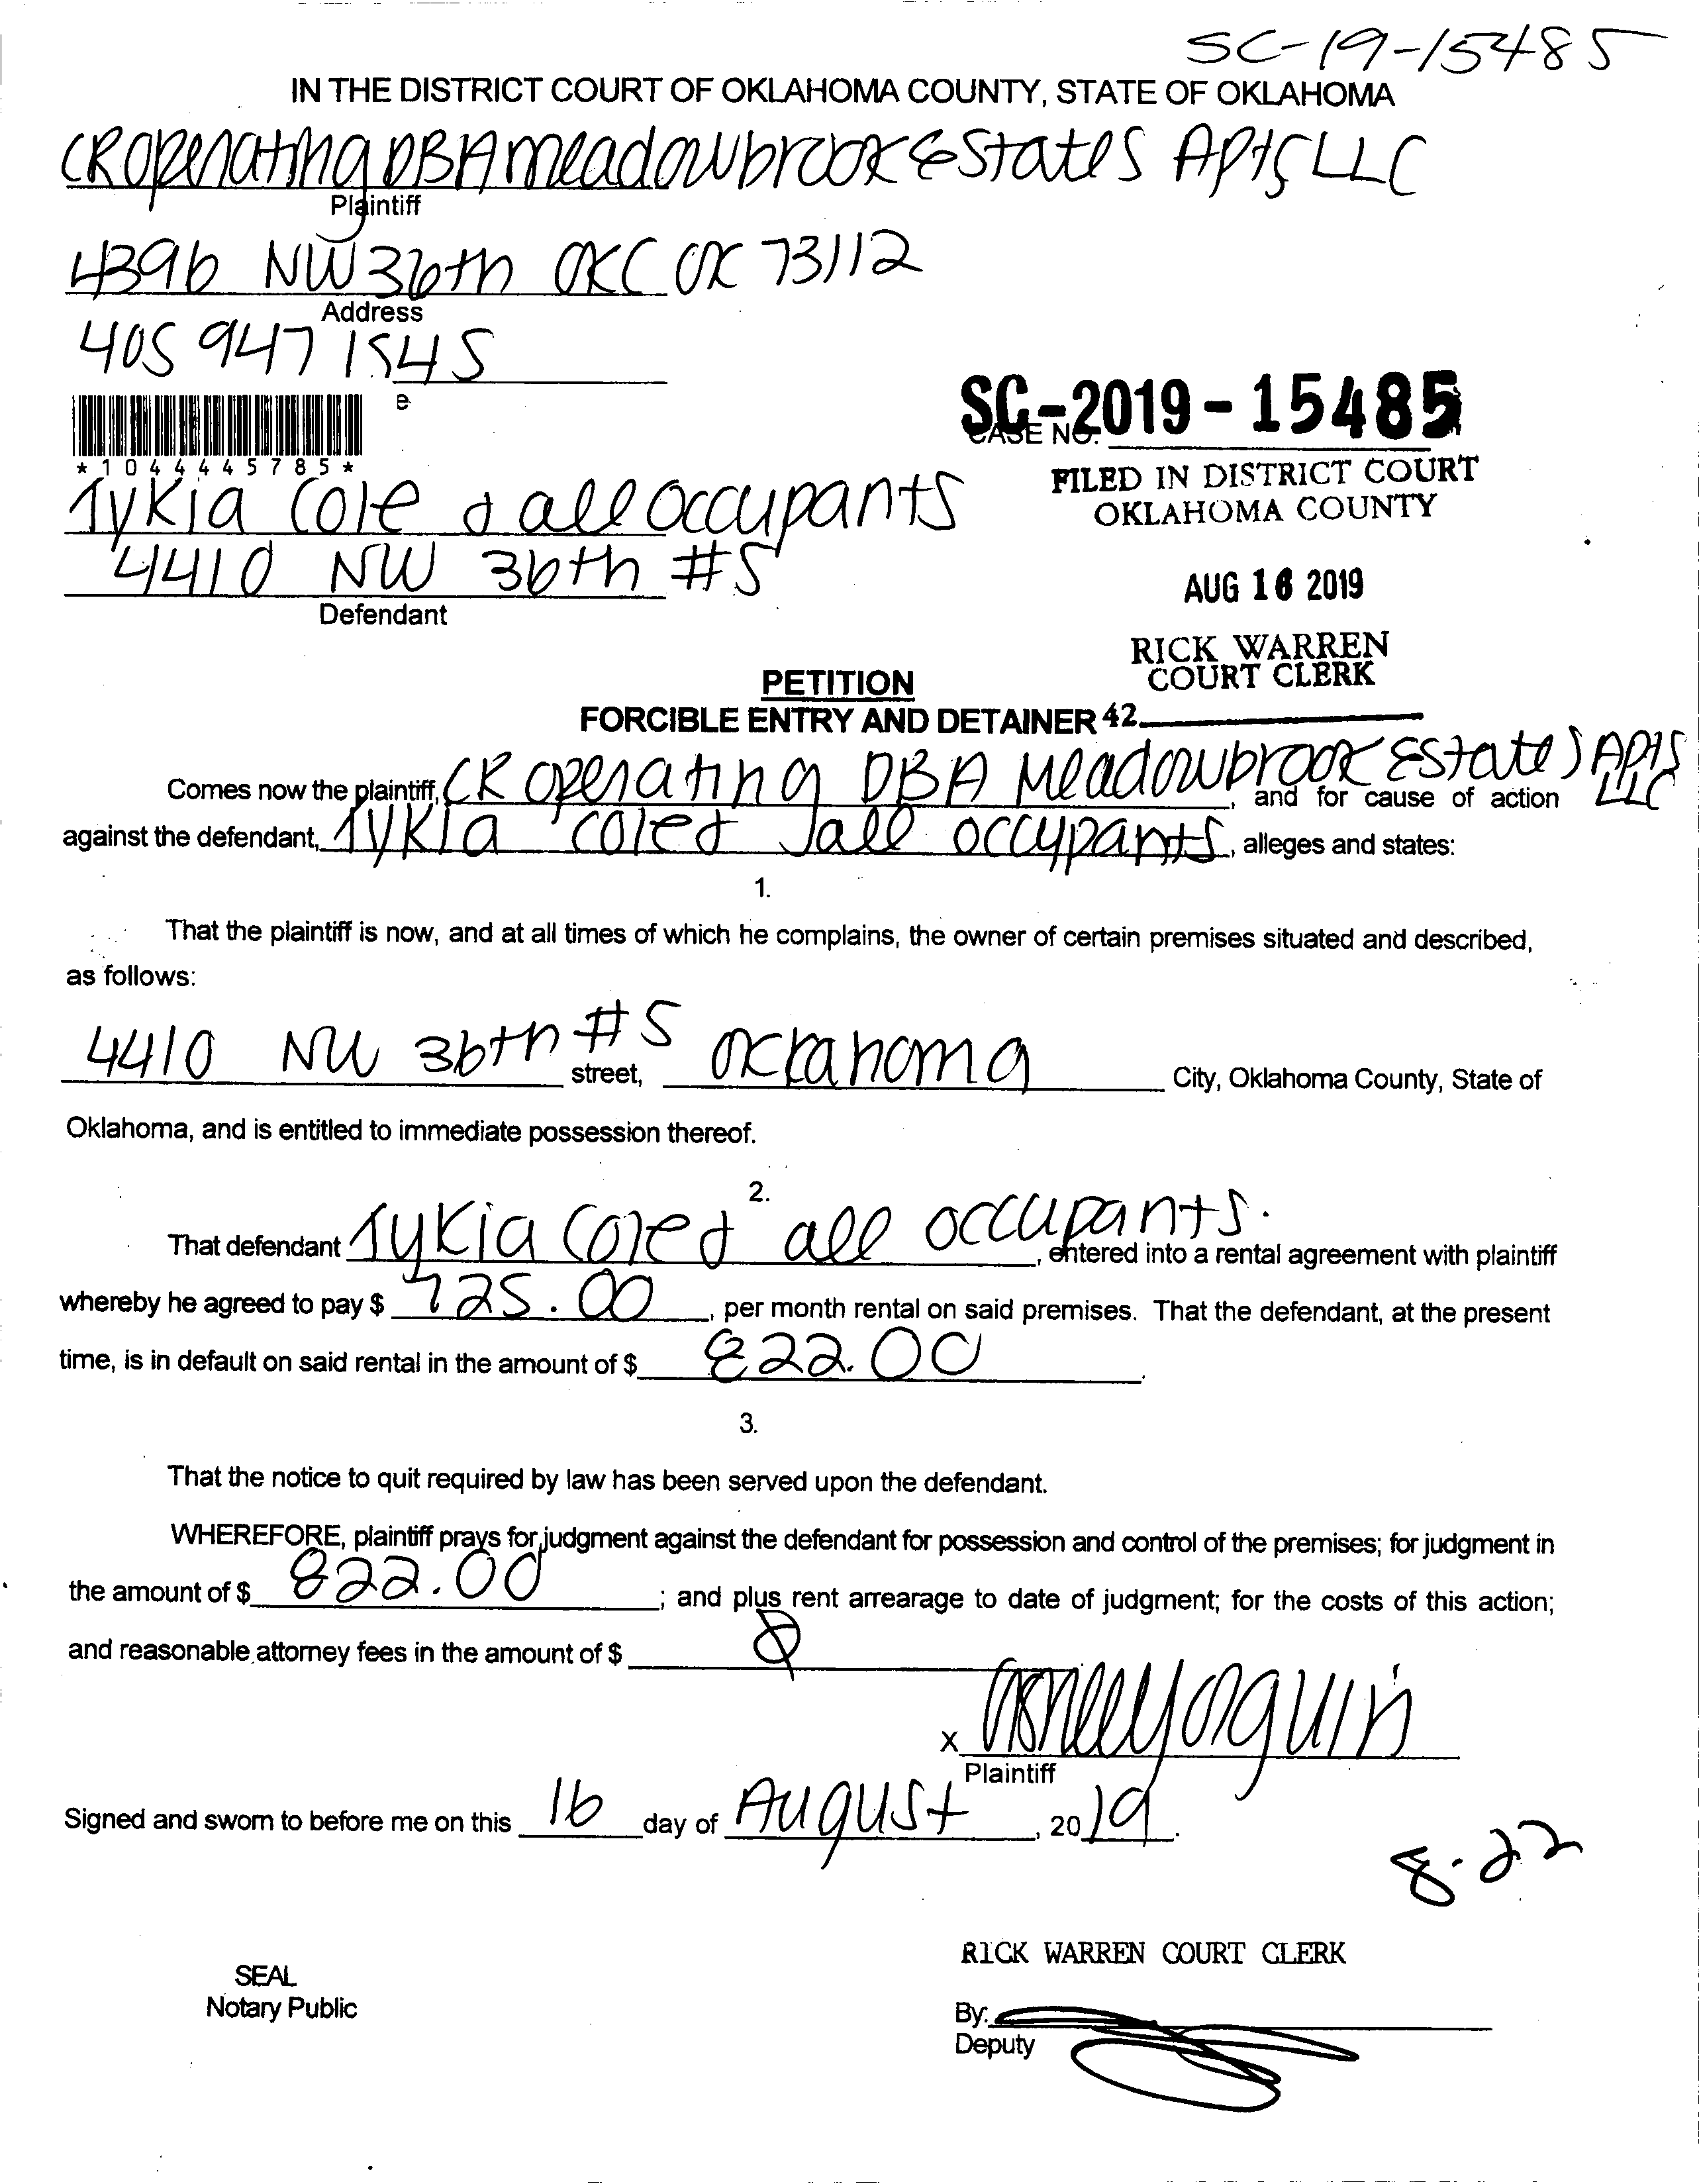 SC-19-15485
IN THE DISTRICT COURT OF OKLAHOMA COUNTY, STATE OF OKLAHOMA
CR Operating DBA Meadowbrook Estates Apts LLC
Plaintiff
4396 NW 36th OKC OK 73112
Address
405 947 1545
e
SC-2019-15485
CASE NO.
*1044445785*
FILED IN DISTRICT COURT
OKLAHOMA COUNTY
Tykia Cole & all occupants
4410 NW 36th #5
Defendant
AUG 16 2019
RICK WARREN
COURT CLERK
PETITION
FORCIBLE ENTRY AND DETAINER 42
Comes now the plaintiff, CR Operating DBA Meadowbrook Estates Apts LLC, and for cause of action
against the defendant, Tykia Cole & all occupants, alleges and states:
1.
That the plaintiff is now, and at all times of which he complains, the owner of certain premises situated and described,
as follows:
4410 NW 36th #5 street, Oklahoma City, Oklahoma County, State of
Oklahoma, and is entitled to immediate possession thereof.
2.
That defendant Tykia Cole & all occupants., entered into a rental agreement with plaintiff
whereby he agreed to pay $ 725.00, per month rental on said premises. That the defendant, at the present
time, is in default on said rental in the amount of $ 822.00.
3.
That the notice to quit required by law has been served upon the defendant.
WHEREFORE, plaintiff prays for judgment against the defendant for possession and control of the premises; for judgment in
the amount of $ 822.00; and plus rent arrearage to date of judgment; for the costs of this action;
and reasonable attorney fees in the amount of $ 0
X
Plaintiff
Signed and sworn to before me on this 16 day of August, 2019.
8-22
RICK WARREN COURT CLERK
SEAL
Notary Public
By:
Deputy